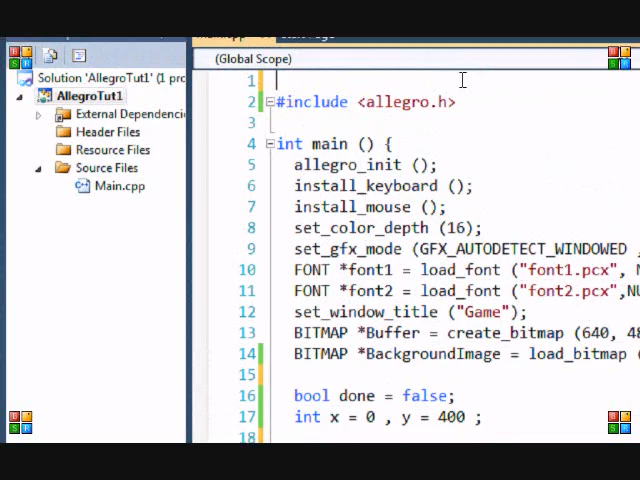 (Global Scope)
Solution 'AllegroTut1' (1 pro
AllegroTut1
External Dependenci
Header Files
Resource Files
Source Files
Main.cpp
1
2 #include <allegro.h>
3
4 int main () {
5 allegro_init ();
6 install_keyboard ();
7 install_mouse ();
8 set_color_depth (16);
9 set_gfx_mode (GFX_AUTODETECT_WINDOWED ,
10 FONT *font1 = load_font ("font1.pcx", N
11 FONT *font2 = load_font ("font2.pcx",NU
12 set_window_title ("Game");
13 BITMAP *Buffer = create_bitmap (640, 48
14 BITMAP *BackgroundImage = load_bitmap (
15
16 bool done = false;
17 int x = 0 , y = 400 ;
18